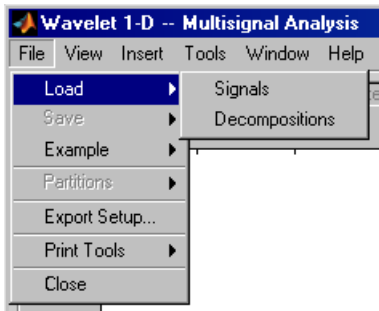 Wavelet 1-D -- Multisignal Analysis
File View Insert Tools Window Help
Load
Signals
Save
Decompositions
Example
Partitions
Export Setup...
Print Tools
Close